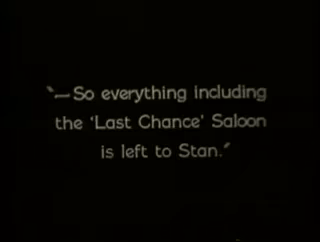 "—So everything including
the 'Last Chance' Saloon
is left to Stan."